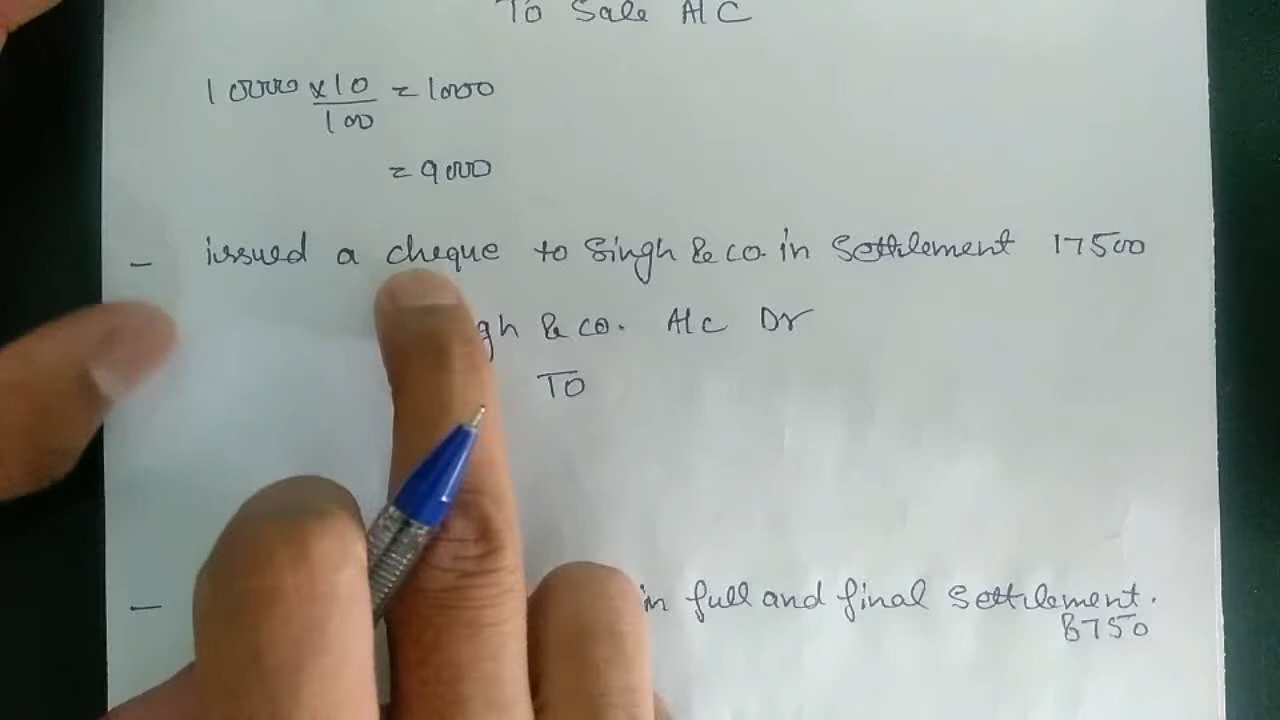 To Sale A/C
10000 × 10/100 = 1000
= 9000
- issued a cheque to Singh & co. in Settlement 17500
gh & co. A/c Dr
To
- in full and final Settlement.
8750